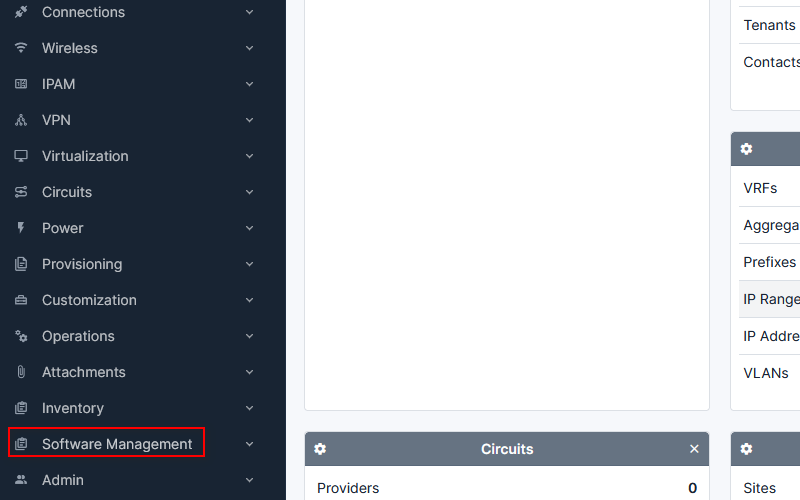 Connections
Wireless
IPAM
VPN
Virtualization
Circuits
Power
Provisioning
Customization
Operations
Attachments
Inventory
Software Management
Admin
Circuits
Providers 0
Tenants
Contacts
VRFs
Aggrega
Prefixes
IP Range
IP Addre
VLANs
Sites